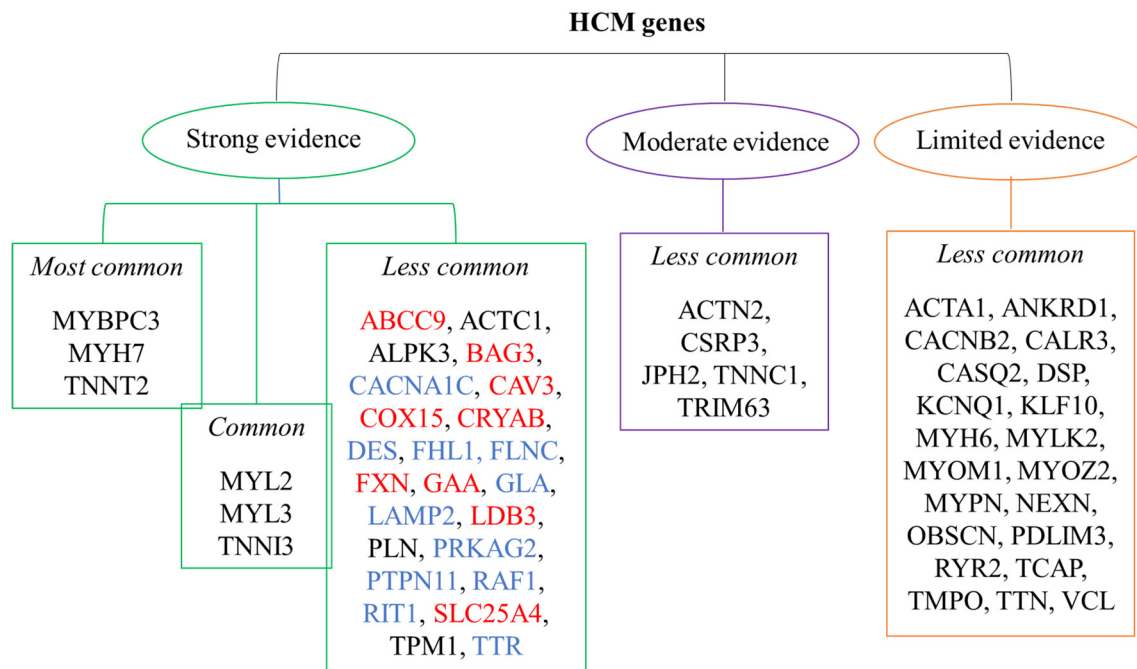 HCM genes
Strong evidence
Moderate evidence
Limited evidence
Most common
MYBPC3
MYH7
TNNT2
Common
MYL2
MYL3
TNNI3
Less common
ABCC9, ACTC1,
ALPK3, BAG3,
CACNA1C, CAV3,
COX15, CRYAB,
DES, FHL1, FLNC,
FXN, GAA, GLA,
LAMP2, LDB3,
PLN, PRKAG2,
PTPN11, RAF1,
RIT1, SLC25A4,
TPM1, TTR
Less common
ACTN2,
CSRP3,
JPH2, TNNC1,
TRIM63
Less common
ACTA1, ANKRD1,
CACNB2, CALR3,
CASQ2, DSP,
KCNQ1, KLF10,
MYH6, MYLK2,
MYOM1, MYOZ2,
MYPN, NEXN,
OBSCN, PDLIM3,
RYR2, TCAP,
TMPO, TTN, VCL